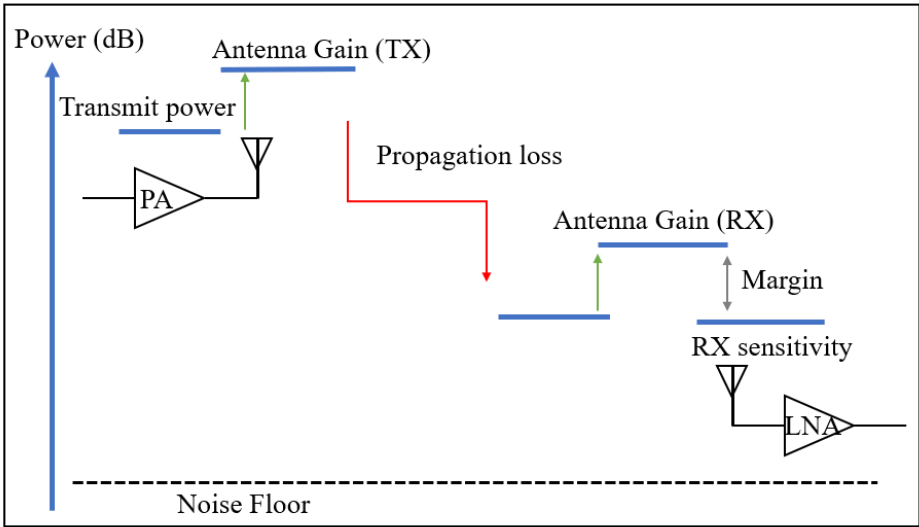 Power (dB)
Antenna Gain (TX)
Transmit power
Propagation loss
PA
Antenna Gain (RX)
Margin
RX sensitivity
LNA
Noise Floor